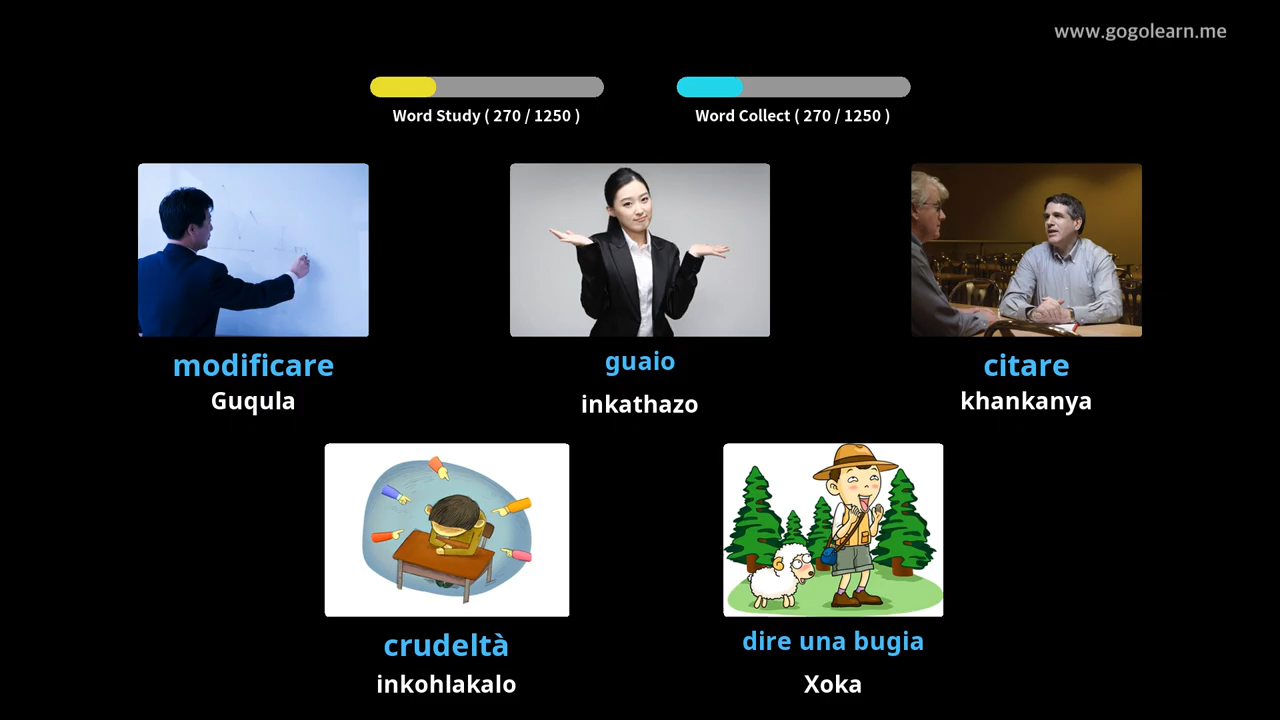 www.gogolearn.me
Word Study ( 270 / 1250 )
Word Collect ( 270 / 1250 )
modificare
Guqula
guaio
inkathazo
citare
khankanya
crudeltà
inkohlakalo
dire una bugia
Xoka